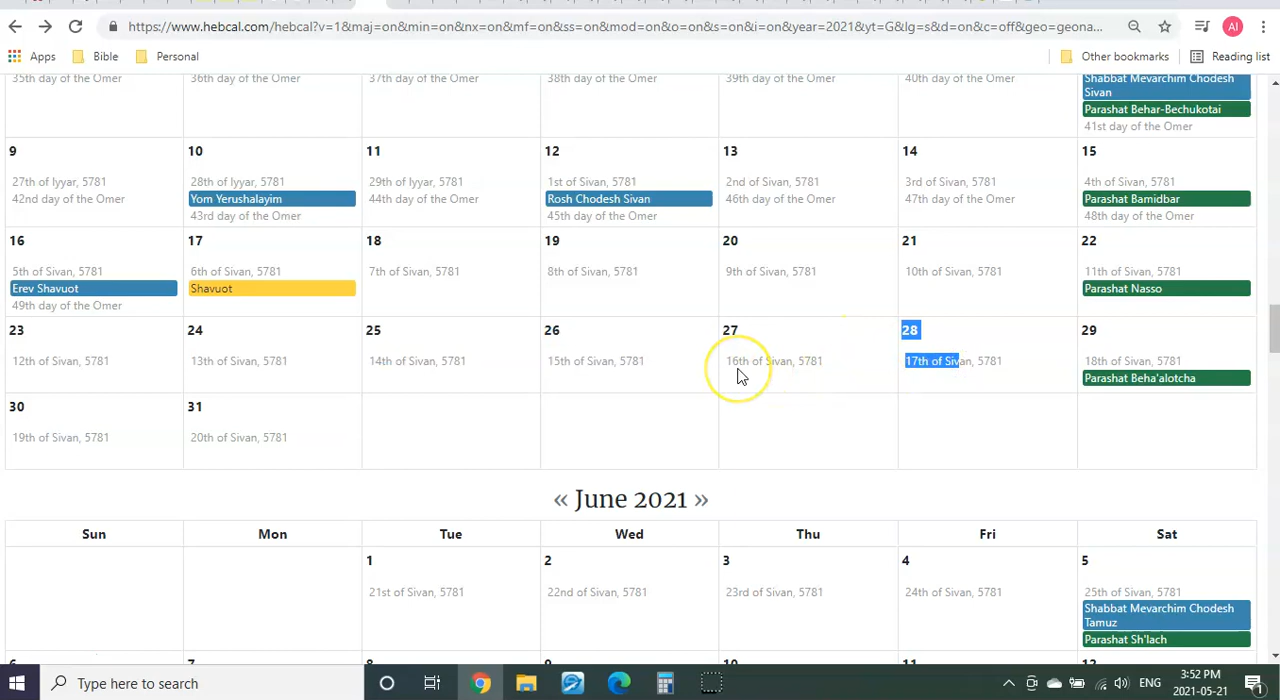 https://www.hebcal.com/hebcal?v=1&maj=on&min=on&nx=on&mf=on&ss=on&mod=on&o=on&s=on&i=on&year=2021&yt=G&lg=s&d=on&c=off&geo=geona...
AI
Apps Bible Personal Other bookmarks Reading list
35th day of the Omer 36th day of the Omer 37th day of the Omer 38th day of the Omer 39th day of the Omer 40th day of the Omer Shabbat Mevarchim Chodesh
Sivan
Parashat Behar-Bechukotai
41st day of the Omer
9 10 11 12 13 14 15
27th of Iyyar, 5781 28th of Iyyar, 5781 29th of Iyyar, 5781 1st of Sivan, 5781 2nd of Sivan, 5781 3rd of Sivan, 5781 4th of Sivan, 5781
42nd day of the Omer Yom Yerushalayim 44th day of the Omer Rosh Chodesh Sivan 46th day of the Omer 47th day of the Omer Parashat Bamidbar
43rd day of the Omer 45th day of the Omer 48th day of the Omer
16 17 18 19 20 21 22
5th of Sivan, 5781 6th of Sivan, 5781 7th of Sivan, 5781 8th of Sivan, 5781 9th of Sivan, 5781 10th of Sivan, 5781 11th of Sivan, 5781
Erev Shavuot Shavuot Parashat Nasso
49th day of the Omer
23 24 25 26 27 28 29
12th of Sivan, 5781 13th of Sivan, 5781 14th of Sivan, 5781 15th of Sivan, 5781 16th of Sivan, 5781 17th of Sivan, 5781 18th of Sivan, 5781
Parashat Beha'alotcha
30 31
19th of Sivan, 5781 20th of Sivan, 5781
« June 2021 »
Sun Mon Tue Wed Thu Fri Sat
1 2 3 4 5
21st of Sivan, 5781 22nd of Sivan, 5781 23rd of Sivan, 5781 24th of Sivan, 5781 25th of Sivan, 5781
Shabbat Mevarchim Chodesh
Tamuz
Parashat Sh'lach
Type here to search ENG 3:52 PM
2021-05-21